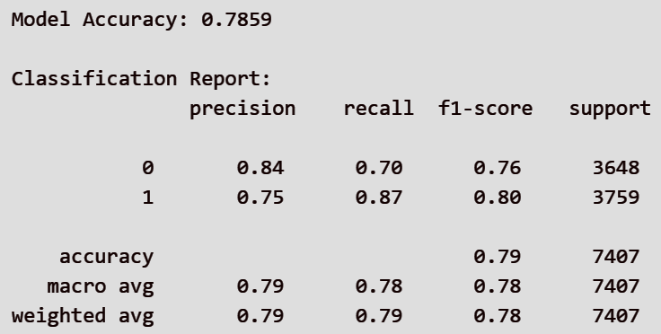 Model Accuracy: 0.7859
Classification Report:
precision recall f1-score support
0 0.84 0.70 0.76 3648
1 0.75 0.87 0.80 3759
accuracy 0.79 7407
macro avg 0.79 0.78 0.78 7407
weighted avg 0.79 0.79 0.78 7407